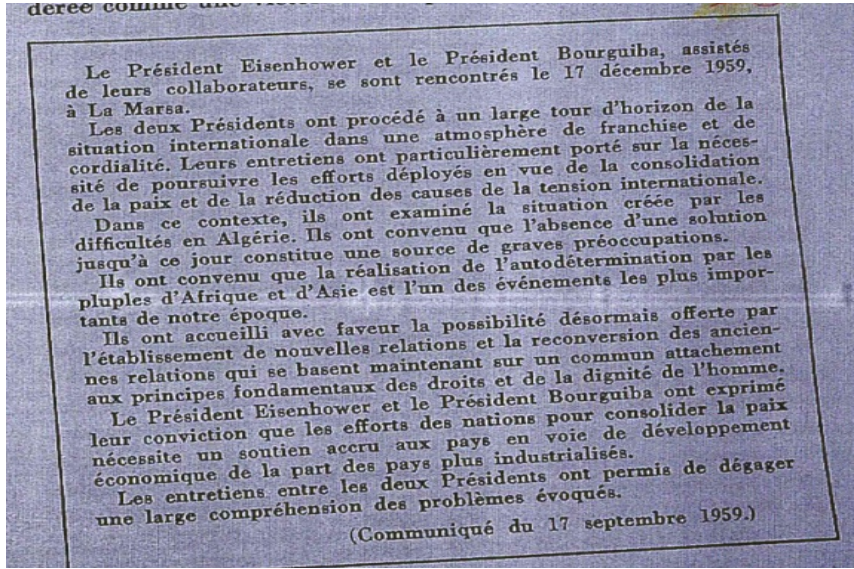 dérée comme une
Le Président Eisenhower et le Président Bourguiba, assistés
de leurs collaborateurs, se sont rencontrés le 17 décembre 1959,
à La Marsa.
Les deux Présidents ont procédé à un large tour d'horizon de la
situation internationale dans une atmosphère de franchise et de
cordialité. Leurs entretiens ont particulièrement porté sur la néces-
sité de poursuivre les efforts déployés en vue de la consolidation
de la paix et de la réduction des causes de la tension internationale.
Dans ce contexte, ils ont examiné la situation créée par les
difficultés en Algérie. Ils ont convenu que l'absence d'une solution
jusqu'à ce jour constitue une source de graves préoccupations.
Ils ont convenu que la réalisation de l'autodétermination par les
pluples d'Afrique et d'Asie est l'un des événements les plus impor-
tants de notre époque.
Ils ont accueilli avec faveur la possibilité désormais offerte par
l'établissement de nouvelles relations et la reconversion des ancien-
nes relations qui se basent maintenant sur un commun attachement
aux principes fondamentaux des droits et de la dignité de l'homme.
Le Président Eisenhower et le Président Bourguiba ont exprimé
leur conviction que les efforts des nations pour consolider la paix
nécessite un soutien accru aux pays en voie de développement
économique de la part des pays plus industrialisés.
Les entretiens entre les deux Présidents ont permis de dégager
une large compréhension des problèmes évoqués.
(Communiqué du 17 septembre 1959.)